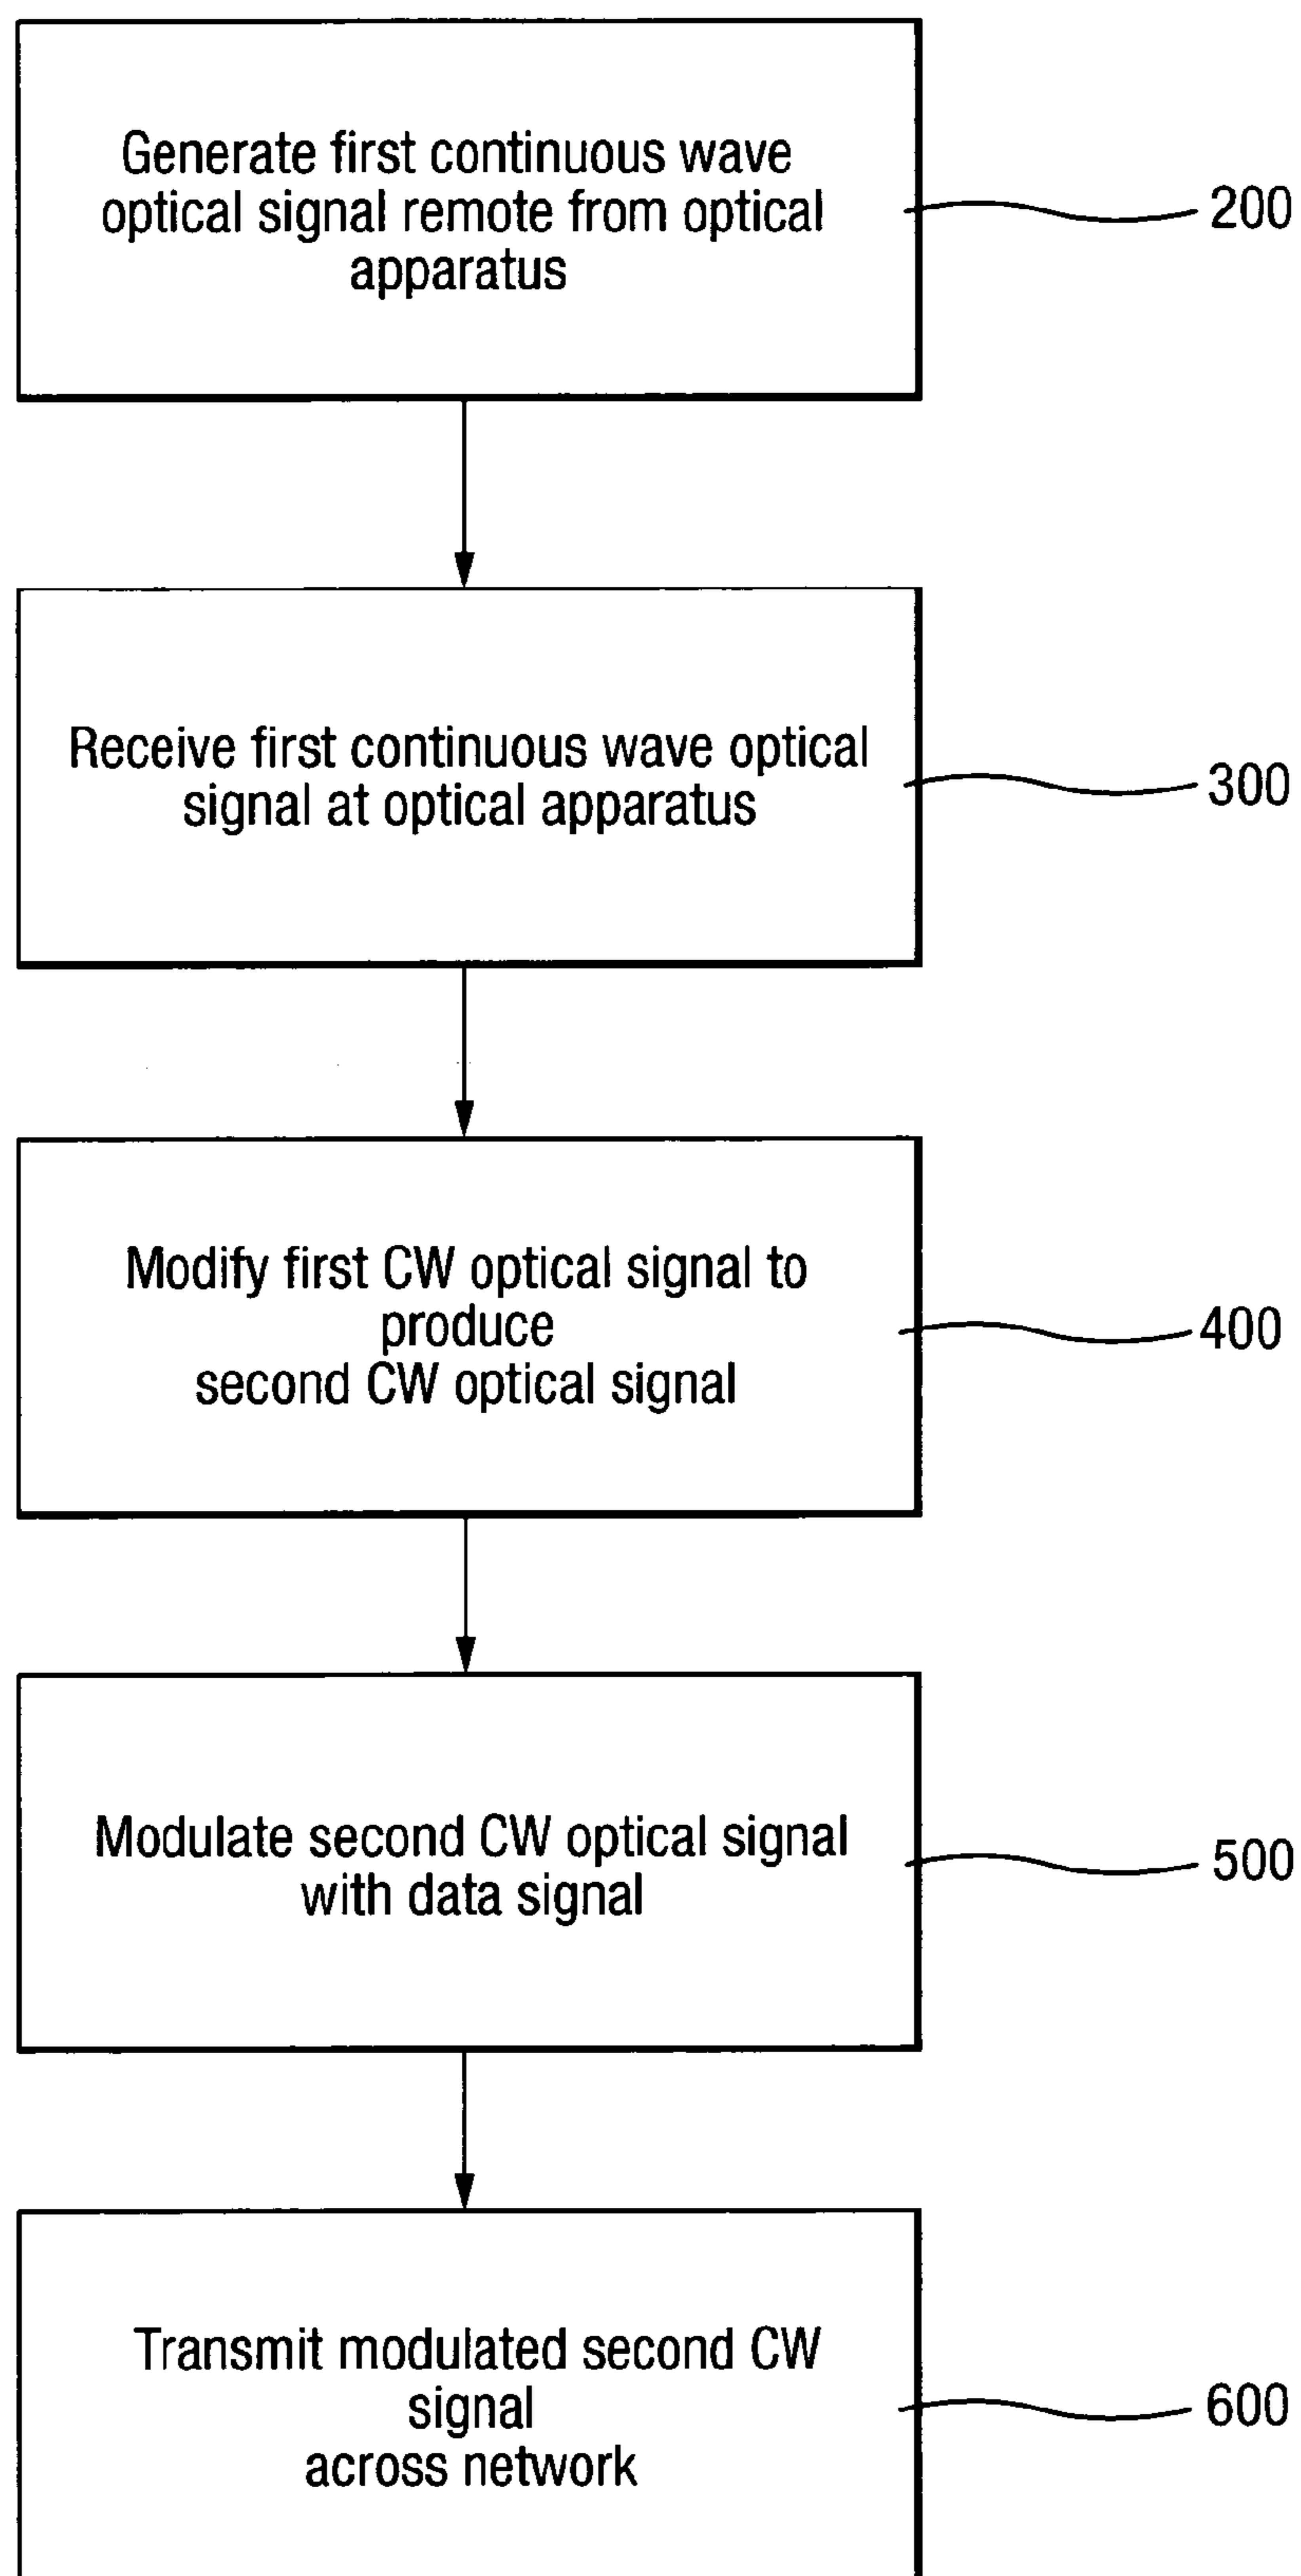 Generate first continuous wave
optical signal remote from optical
apparatus
200
Receive first continuous wave optical
signal at optical apparatus
300
Modify first CW optical signal to
produce
second CW optical signal
400
Modulate second CW optical signal
with data signal
500
Transmit modulated second CW
signal
across network
600